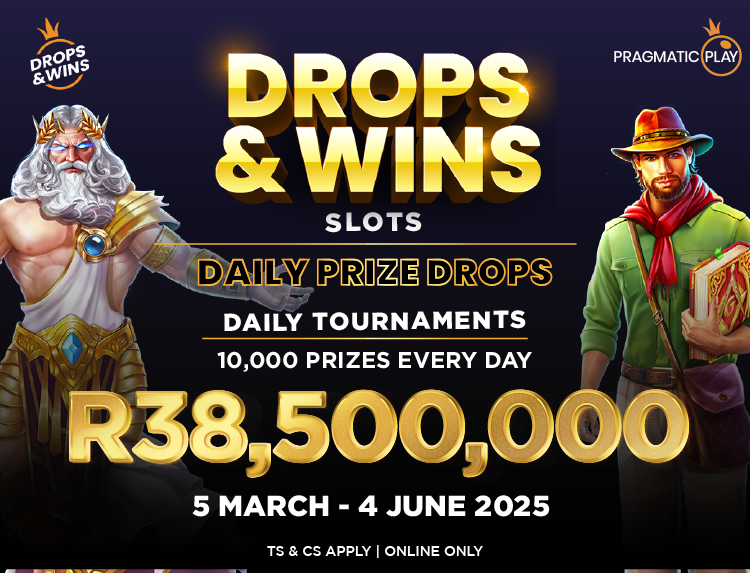 DROPS
& WINS
PRAGMATIC PLAY
DROPS
& WINS
SLOTS
DAILY PRIZE DROPS
DAILY TOURNAMENTS
10,000 PRIZES EVERY DAY
R38,500,000
5 MARCH - 4 JUNE 2025
TS & CS APPLY | ONLINE ONLY